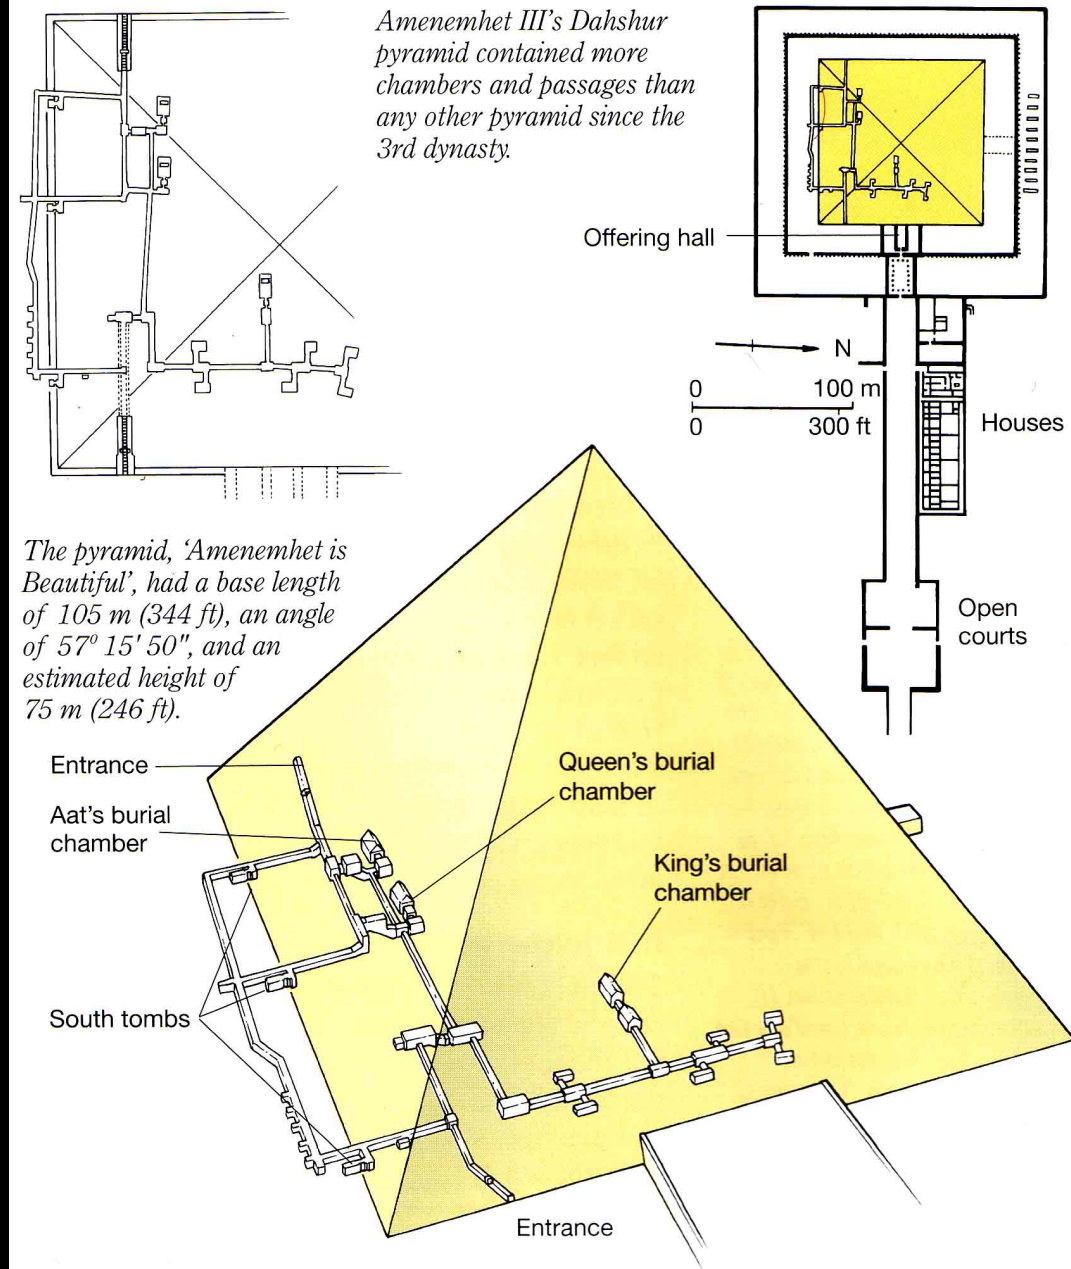 Amenemhet III's Dahshur
pyramid contained more
chambers and passages than
any other pyramid since the
3rd dynasty.
Offering hall
N
0 100 m
0 300 ft
Houses
Open
courts
The pyramid, 'Amenemhet is
Beautiful', had a base length
of 105 m (344 ft), an angle
of 57º 15' 50", and an
estimated height of
75 m (246 ft).
Entrance
Aat's burial
chamber
Queen's burial
chamber
King's burial
chamber
South tombs
Entrance